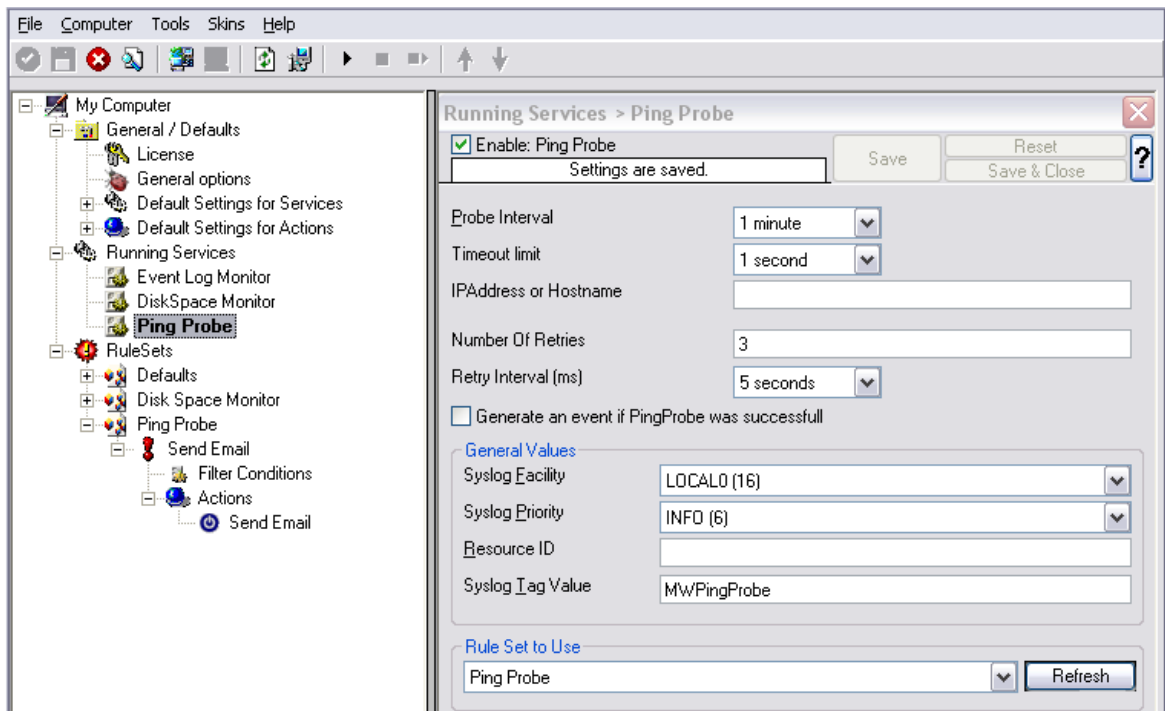 File Computer Tools Skins Help
My Computer
General / Defaults
License
General options
Default Settings for Services
Default Settings for Actions
Running Services
Event Log Monitor
DiskSpace Monitor
Ping Probe
RuleSets
Defaults
Disk Space Monitor
Ping Probe
Send Email
Filter Conditions
Actions
Send Email
Running Services > Ping Probe
Enable: Ping Probe
Settings are saved.
Save
Reset
Save & Close
?
Probe Interval
1 minute
Timeout limit
1 second
IPAddress or Hostname
Number Of Retries
3
Retry Interval (ms)
5 seconds
Generate an event if PingProbe was successfull
General Values
Syslog Facility
LOCAL0 (16)
Syslog Priority
INFO (6)
Resource ID
Syslog Tag Value
MWPingProbe
Rule Set to Use
Ping Probe
Refresh